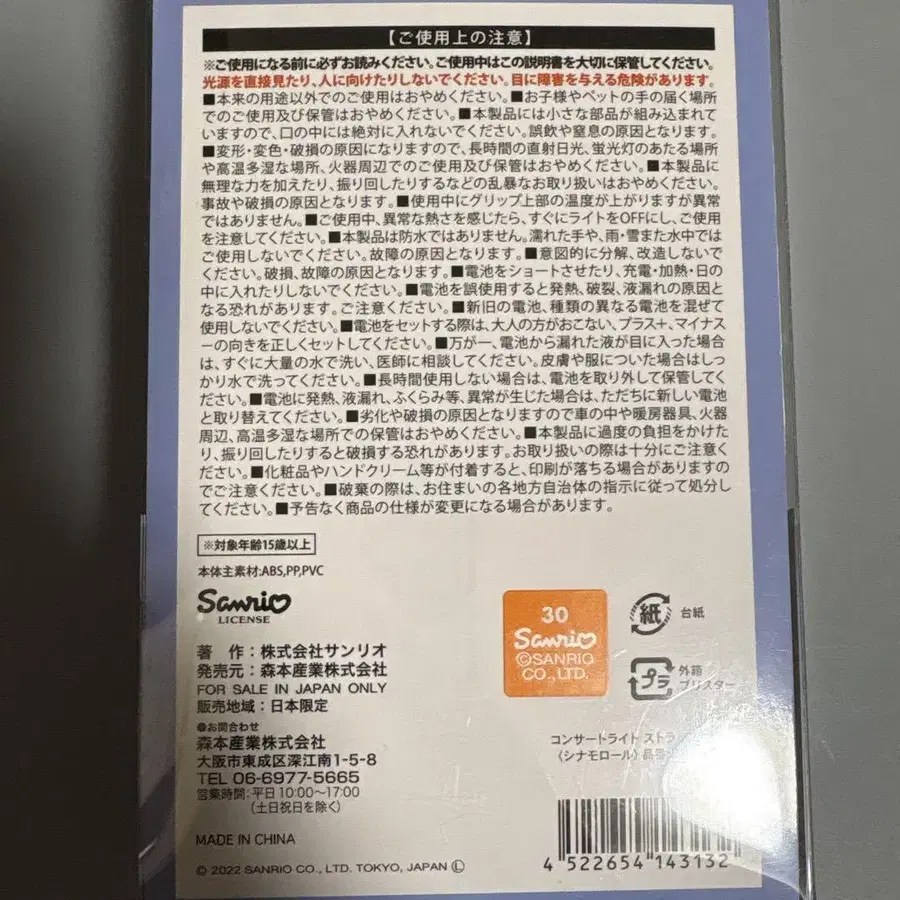 【ご使用上の注意】
※ご使用になる前に必ずお読みください。ご使用中はこの説明書を大切に保管してください。
光源を直接見たり、人に向けたりしないでください。目に障害を与える危険があります。
■本来の用途以外でのご使用はおやめください。■お子様やペットの手の届く場所
でのご使用及び保管はおやめください。■本製品には小さな部品が組み込まれて
いますので、口の中には絶対に入れないでください。誤飲や窒息の原因となります。
■変形・変色・破損の原因になりますので、長時間の直射日光、蛍光灯のあたる場所
や高温多湿な場所、火器周辺でのご使用及び保管はおやめください。■本製品に
無理な力を加えたり、振り回したりするなどの乱暴なお取り扱いはおやめください。
事故や破損の原因となります。■使用中にグリップ上部の温度が上がりますが異常
ではありません。■ご使用中、異常な熱さを感じたら、すぐにライトをOFFにし、ご使用
を注意してください。■本製品は防水ではありません。濡れた手や、雨・雪また水中では
ご使用しないでください。故障の原因となります。■意図的に分解、改造しないで
ください。破損、故障の原因となります。■電池をショートさせたり、充電・加熱・日の
中に入れたりしないでください。■電池を誤使用すると発熱、破裂、液漏れの原因と
なる恐れがあります。ご注意ください。■新旧の電池、種類の異なる電池を混ぜて
使用しないでください。■電池をセットする際は、大人の方がおこない、プラス+、マイナス
ーの向きを正しくセットしてください。■万が一、電池から漏れた液が目に入った場合
は、すぐに大量の水で洗い、医師に相談してください。皮膚や服についた場合はしっ
かり水で洗ってください。■長時間使用しない場合は、電池を取り外して保管してく
ださい。■電池に発熱、液漏れ、ふくらみ等、異常が生じた場合は、ただちに新しい電池
と取り替えてください。■劣化や破損の原因となりますので車の中や暖房器具、火器
周辺、高温多湿な場所での保管はおやめください。■本製品に過度の負担をかけた
り、振り回したりすると破損する恐れがあります。お取り扱いの際は十分にご注意くだ
さい。■化粧品やハンドクリーム等が付着すると、印刷が落ちる場合がありますの
でご注意ください。■破棄の際は、お住まいの各地方自治体の指示に従って処分し
てください。■予告なく商品の仕様が変更になる場合があります。
※対象年齢15歳以上
本体主素材:ABS,PP,PVC
Sanrio
LICENSE
著 作:株式会社サンリオ
発売元:森本産業株式会社
FOR SALE IN JAPAN ONLY
販売地域:日本限定
●お問合わせ
森本産業株式会社
大阪市東成区深江南1-5-8
TEL 06-6977-5665
営業時間:平日10:00〜17:00
(土日祝日を除く)
MADE IN CHINA
© 2022 SANRIO CO., LTD. TOKYO, JAPAN Ⓛ
30
Sanrio
©SANRIO
CO., LTD.
紙
台紙
プラ
外箱
ブリスター
コンサートライト ストラ
〈シナモロール〉品番
4 522654 143132